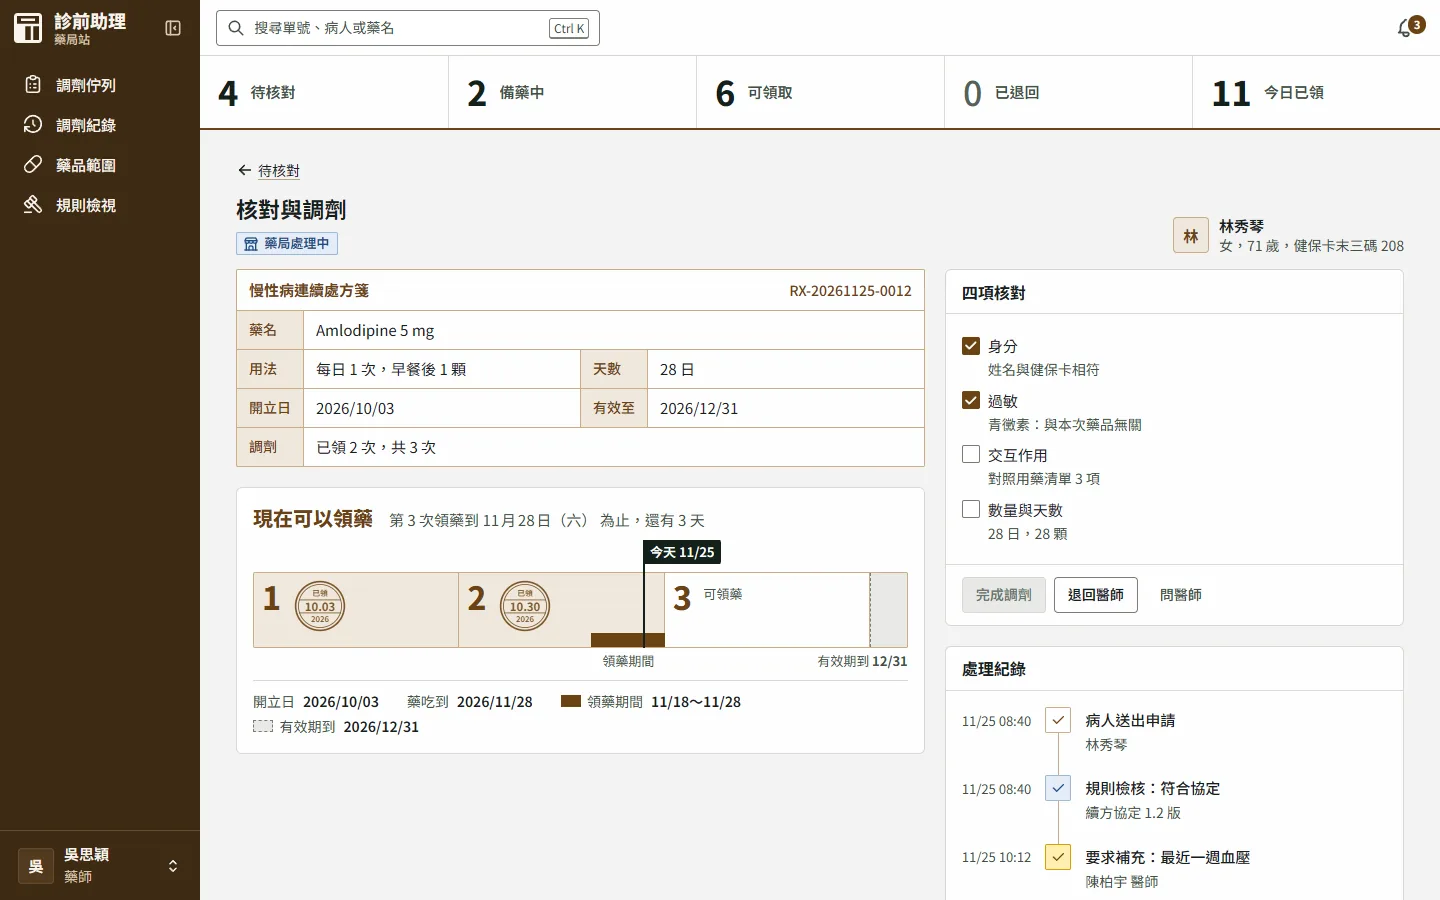 診前助理
藥局站
調劑佇列
調劑紀錄
藥品範圍
規則檢視
吳
吳思穎
藥師
搜尋單號、病人或藥名
Ctrl K
3
4 待核對
2 備藥中
6 可領取
0 已退回
11 今日已領
待核對
核對與調劑
藥局處理中
林
林秀琴
女，71 歲，健保卡末三碼 208
慢性病連續處方箋 RX-20261125-0012
藥名 Amlodipine 5 mg
用法 每日 1 次，早餐後 1 顆 天數 28 日
開立日 2026/10/03 有效至 2026/12/31
調劑 已領 2 次，共 3 次
現在可以領藥 第 3 次領藥到 11月28日（六） 為止，還有 3 天
今天 11/25
1 已領 10.03 2026
2 已領 10.30 2026
3 可領藥
領藥期間 有效期到 12/31
開立日 2026/10/03 藥吃到 2026/11/28 領藥期間 11/18～11/28
有效期到 2026/12/31
四項核對
身分
姓名與健保卡相符
過敏
青黴素：與本次藥品無關
交互作用
對照用藥清單 3 項
數量與天數
28 日，28 顆
完成調劑 退回醫師 問醫師
處理紀錄
11/25 08:40 病人送出申請
林秀琴
11/25 08:40 規則檢核：符合協定
續方協定 1.2 版
11/25 10:12 要求補充：最近一週血壓
陳柏宇 醫師